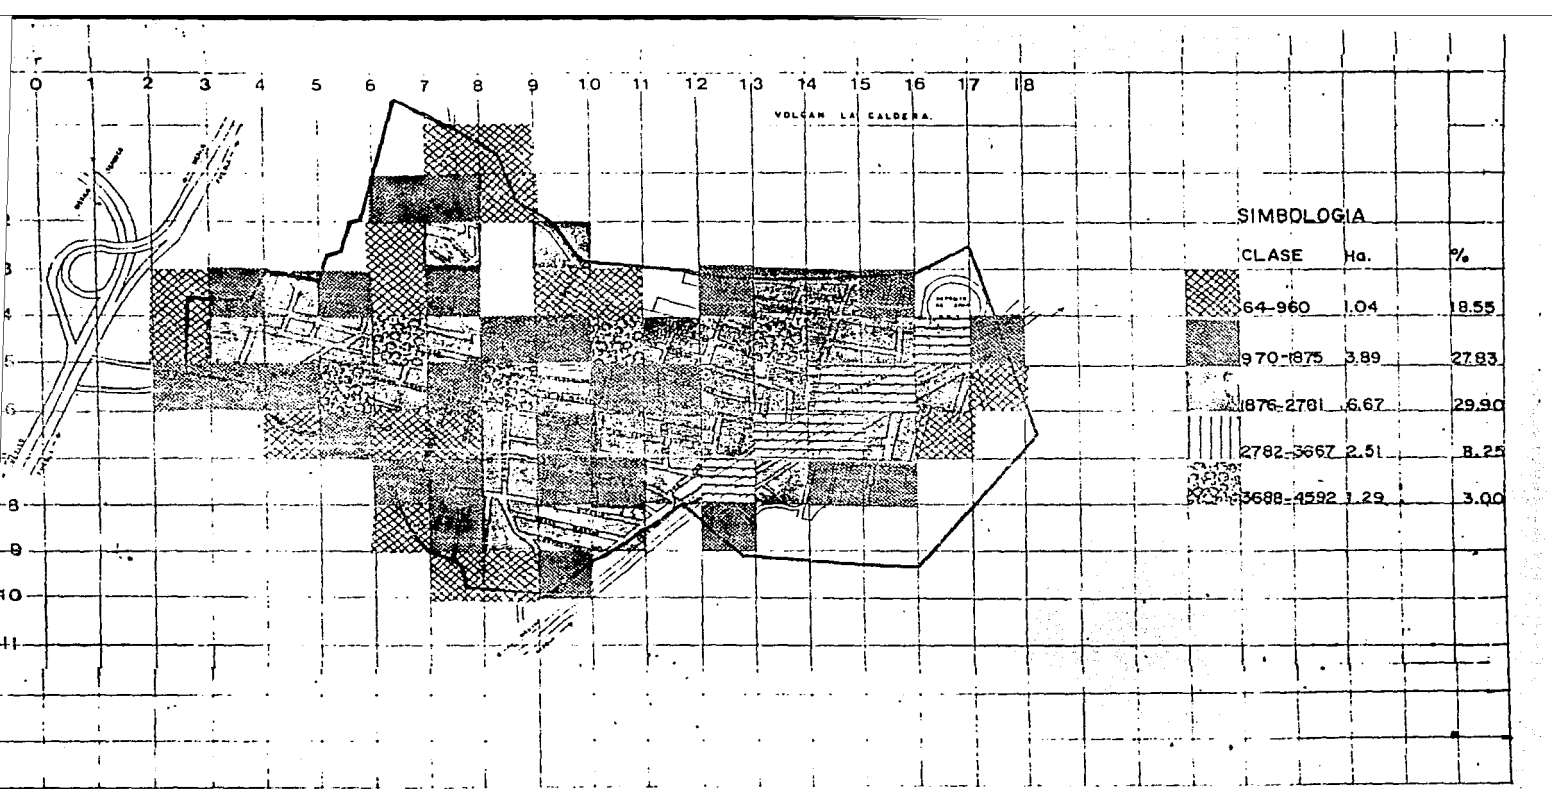 0 1 2 3 4 5 6 7 8 9 10 11 12 13 14 15 16 17 18
VOLCAN LA CALDERA.
2
3
4
5
6
8
9
10
11
SIMBOLOGIA
CLASE Ha. %
64-960 1.04 18.55
970-1875 3.89 27.83
1876-2781 6.67 29.90
2782-3667 2.51 8.25
3688-4592 1.29 3.00